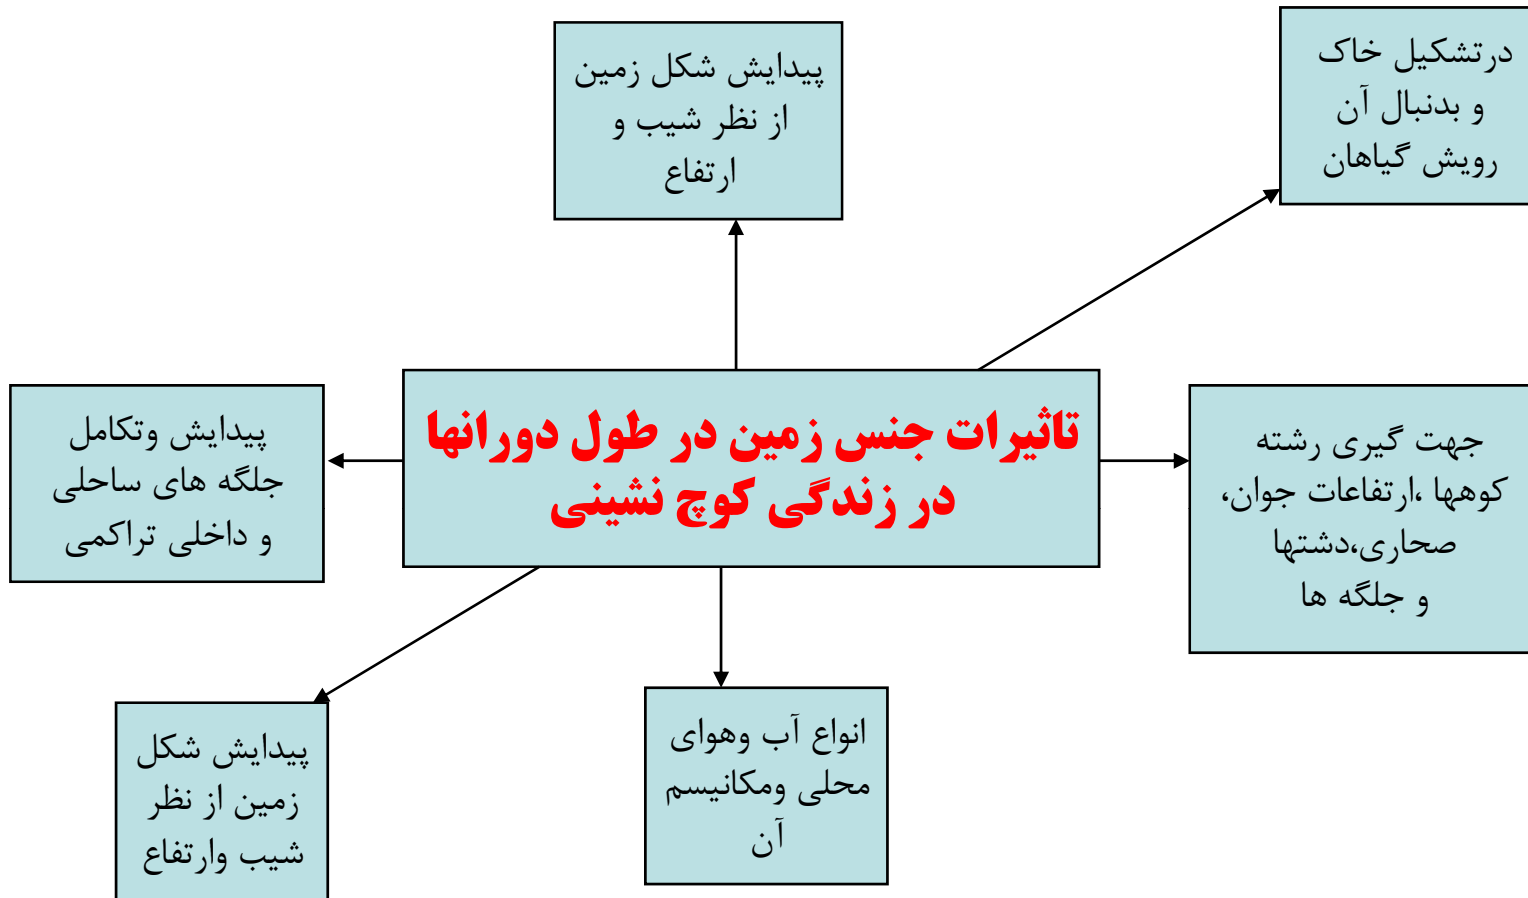 درتشکیل خاک
و بدنبال آن
رویش گیاهان
پیدایش شکل زمین
از نظر شیب و
ارتفاع
تاثیرات جنس زمین در طول دورانها
در زندگی کوچ نشینی
جهت گیری رشته
کوهها ،ارتفاعات جوان،
صحاری،دشتها
و جلگه ها
پیدایش وتکامل
جلگه های ساحلی
و داخلی تراکمی
انواع آب وهوای
محلی ومکانیسم
آن
پیدایش شکل
زمین از نظر
شیب وارتفاع